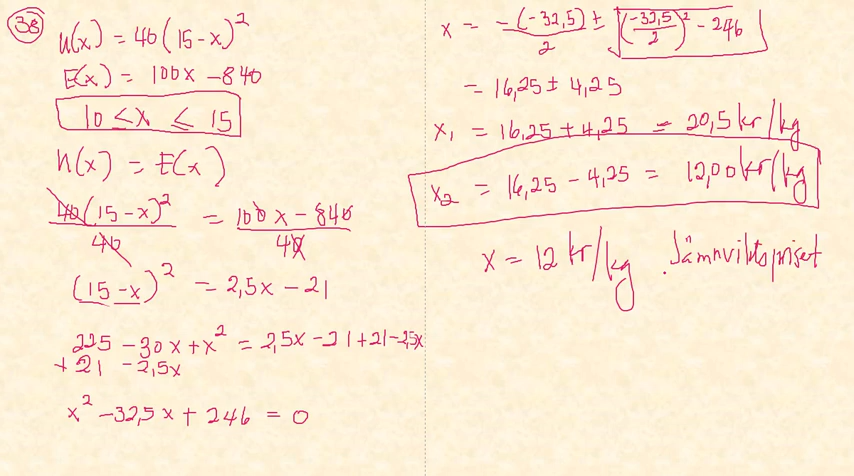 38
n(x) = 40(15-x)²
E(x) = 100x - 840
10 < x ≤ 15
n(x) = E(x)
40(15-x)² / 40 = 100x - 840 / 40
(15-x)² = 2,5x - 21
225 - 30x + x² = 2,5x - 21 + 21 - 2,5x
+ 21 - 2,5x
x² - 32,5x + 246 = 0
x = -(-32,5)/2 ± √((-32,5/2)² - 246)
= 16,25 ± 4,25
x₁ = 16,25 + 4,25 = 20,5 kr/kg
x₂ = 16,25 - 4,25 = 12,00 kr/kg
x = 12 kr/kg . Jämnviktspriset